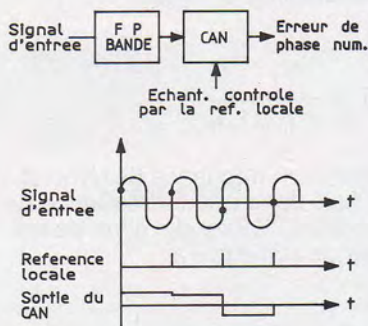 Signal
d'entree
F P
BANDE
CAN
Erreur de
phase num.
Echant. controle
par la ref. locale
Signal
d'entree
t
Reference
locale
t
Sortie du
CAN
t